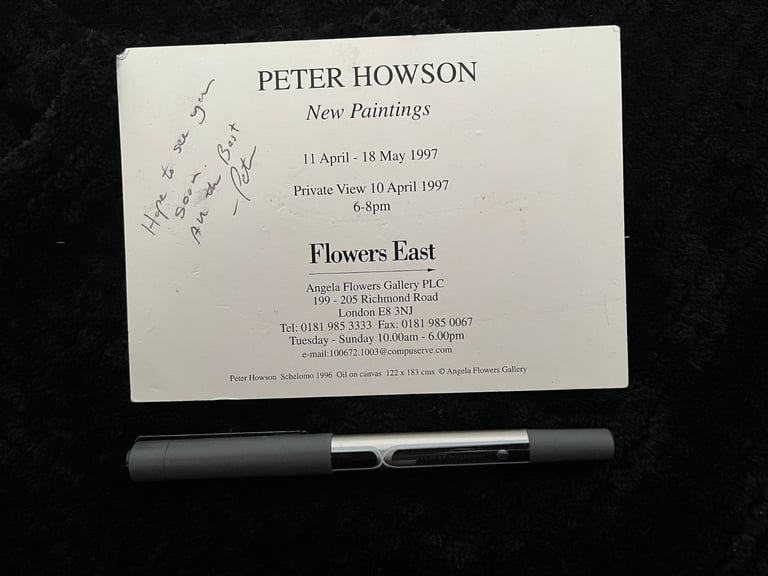 PETER HOWSON
New Paintings
11 April - 18 May 1997
Private View 10 April 1997
6-8pm
Flowers East
Angela Flowers Gallery PLC
199 - 205 Richmond Road
London E8 3NJ
Tel: 0181 985 3333 Fax: 0181 985 0067
Tuesday - Sunday 10.00am - 6.00pm
e-mail:100672.1003@compuserve.com
Peter Howson Schelomo 1996 Oil on canvas 122 x 183 cms © Angela Flowers Gallery
Hope to see you
soon.
All the Best
- Peter